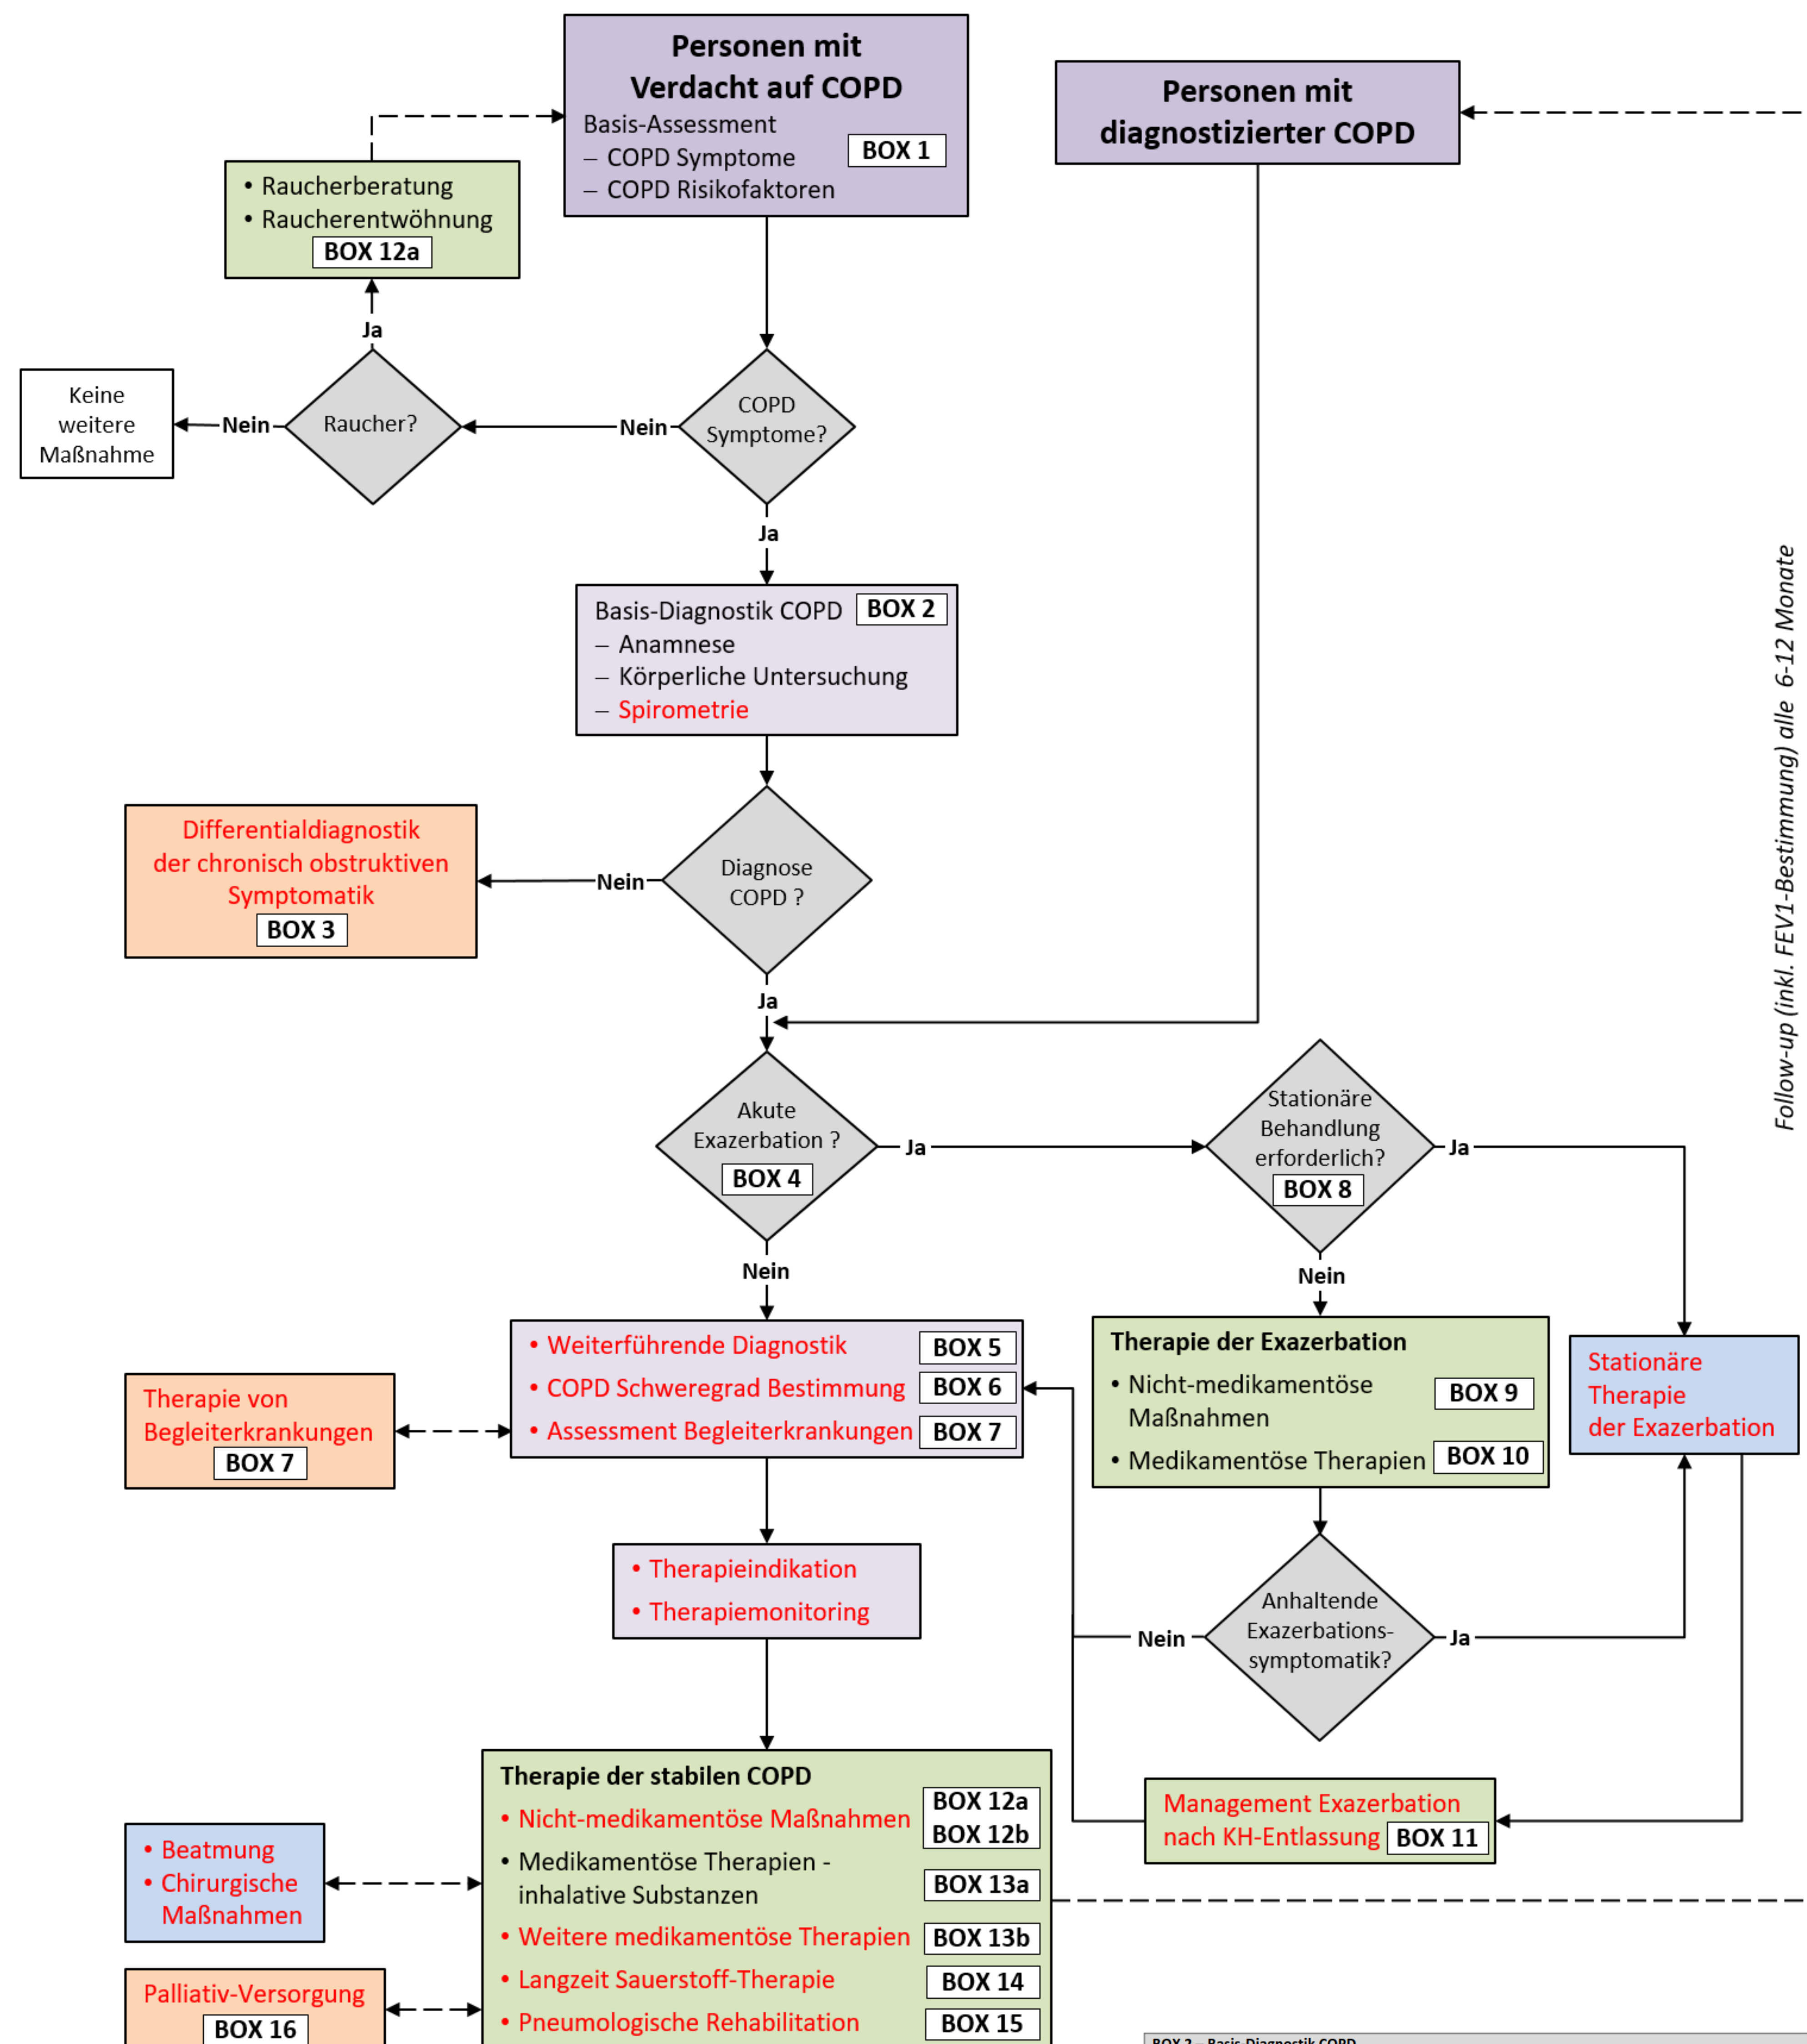 Personen mit
Verdacht auf COPD
Basis-Assessment
– COPD Symptome
– COPD Risikofaktoren
BOX 1
Personen mit
diagnostizierter COPD
• Raucherberatung
• Raucherentwöhnung
BOX 12a
Ja
Keine
weitere
Maßnahme
Nein
Raucher?
Nein
COPD
Symptome?
Ja
Basis-Diagnostik COPD BOX 2
– Anamnese
– Körperliche Untersuchung
– Spirometrie
Follow-up (inkl. FEV1-Bestimmung) alle 6-12 Monate
Differentialdiagnostik
der chronisch obstruktiven
Symptomatik
BOX 3
Nein
Diagnose
COPD ?
Ja
Akute
Exazerbation ?
BOX 4
Ja
Stationäre
Behandlung
erforderlich?
BOX 8
Ja
Nein
Nein
• Weiterführende Diagnostik BOX 5
• COPD Schweregrad Bestimmung BOX 6
• Assessment Begleiterkrankungen BOX 7
Therapie von
Begleiterkrankungen
BOX 7
Therapie der Exazerbation
• Nicht-medikamentöse
Maßnahmen
BOX 9
• Medikamentöse Therapien BOX 10
Stationäre
Therapie
der Exazerbation
• Therapieindikation
• Therapiemonitoring
Nein
Anhaltende
Exazerbations-
symptomatik?
Ja
Therapie der stabilen COPD
• Nicht-medikamentöse Maßnahmen
BOX 12a
BOX 12b
• Medikamentöse Therapien -
inhalative Substanzen
BOX 13a
• Weitere medikamentöse Therapien BOX 13b
• Langzeit Sauerstoff-Therapie BOX 14
• Pneumologische Rehabilitation BOX 15
Management Exazerbation
nach KH-Entlassung BOX 11
• Beatmung
• Chirurgische
Maßnahmen
Palliativ-Versorgung
BOX 16
BOX 2 – Basis-Diagnostik COPD